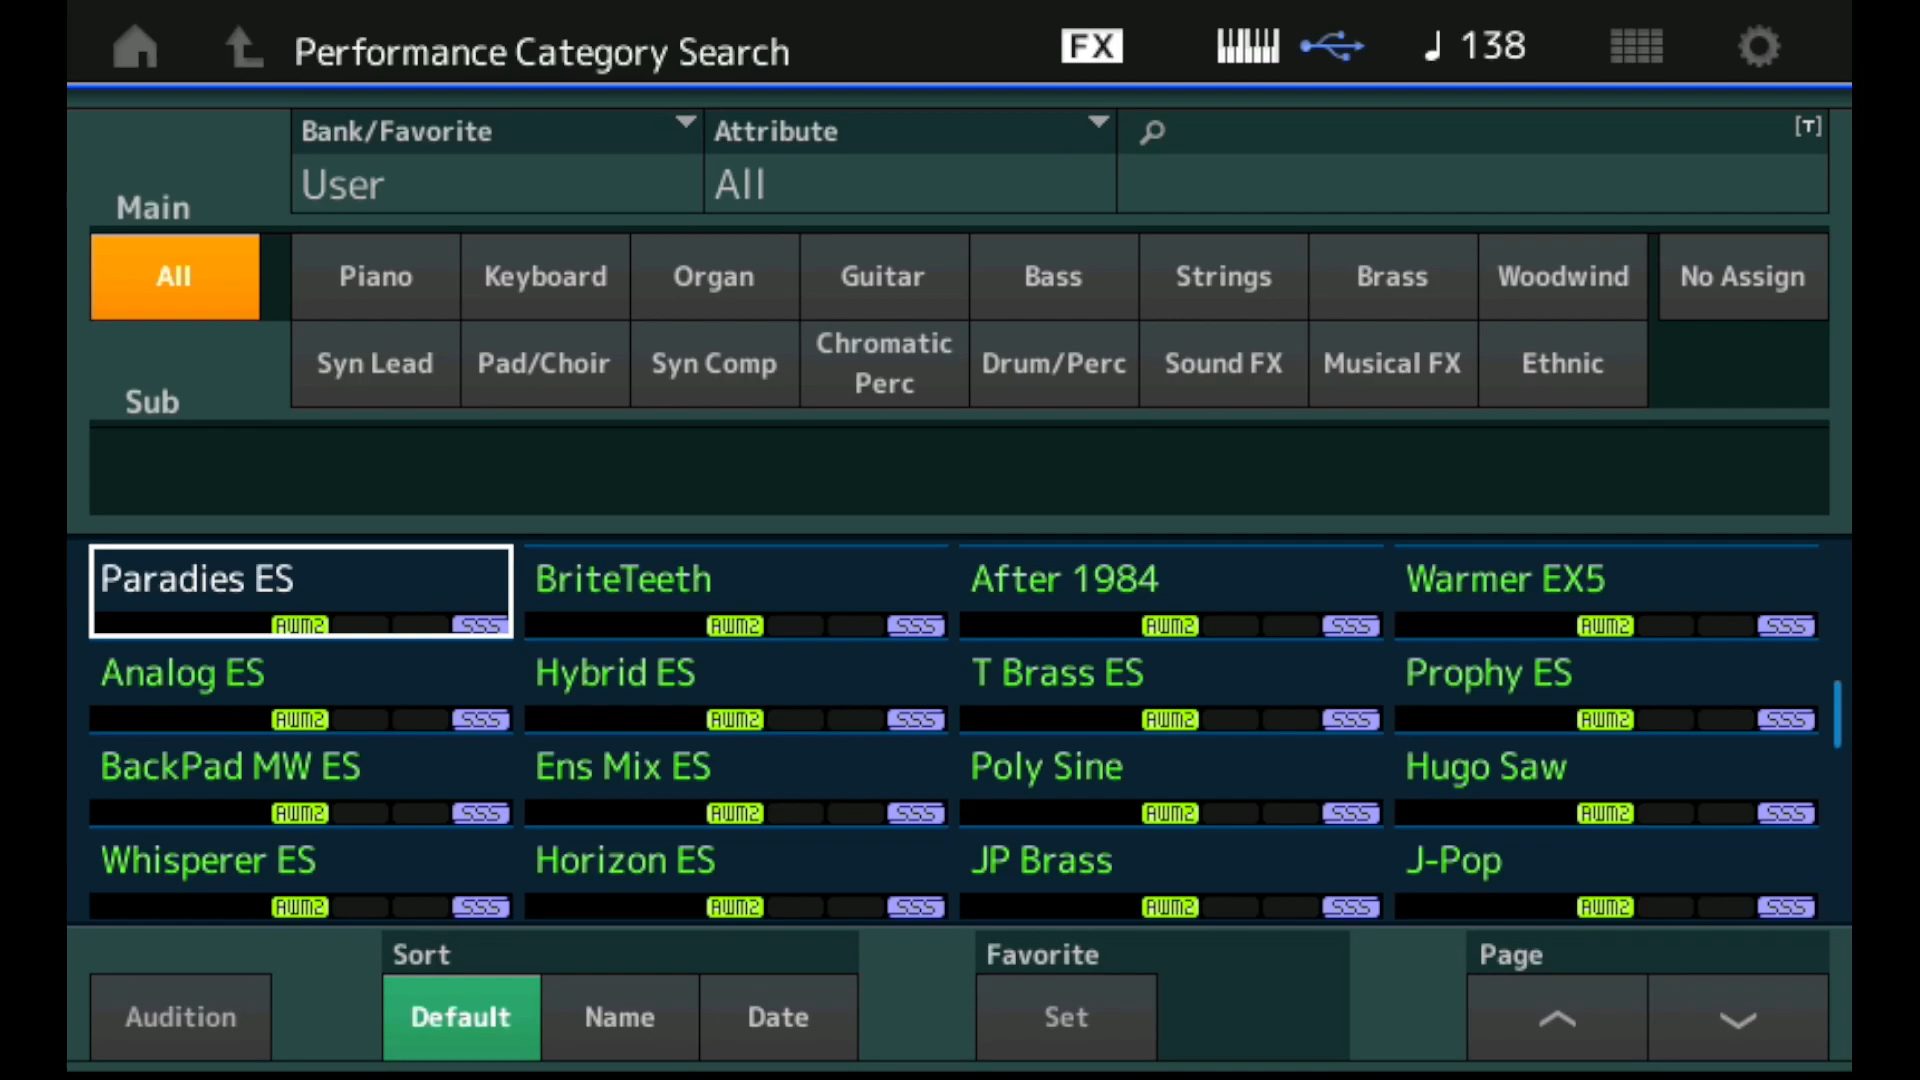 Performance Category Search
FX
♩ 138
Bank/Favorite
Attribute
[T]
User
All
Main
All
Piano
Keyboard
Organ
Guitar
Bass
Strings
Brass
Woodwind
No Assign
Syn Lead
Pad/Choir
Syn Comp
Chromatic
Perc
Drum/Perc
Sound FX
Musical FX
Ethnic
Sub
Paradies ES
BriteTeeth
After 1984
Warmer EX5
AWM2 SSS
AWM2 SSS
AWM2 SSS
AWM2 SSS
Analog ES
Hybrid ES
T Brass ES
Prophy ES
AWM2 SSS
AWM2 SSS
AWM2 SSS
AWM2 SSS
BackPad MW ES
Ens Mix ES
Poly Sine
Hugo Saw
AWM2 SSS
AWM2 SSS
AWM2 SSS
AWM2 SSS
Whisperer ES
Horizon ES
JP Brass
J-Pop
AWM2 SSS
AWM2 SSS
AWM2 SSS
AWM2 SSS
Sort
Favorite
Page
Audition
Default
Name
Date
Set